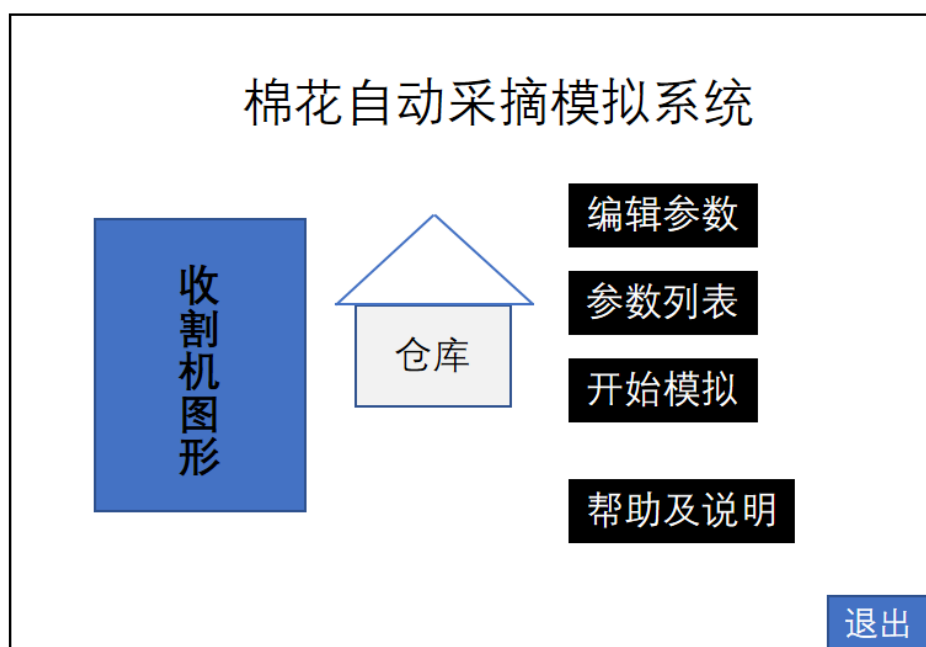 棉花自动采摘模拟系统
收割机图形
仓库
编辑参数
参数列表
开始模拟
帮助及说明
退出